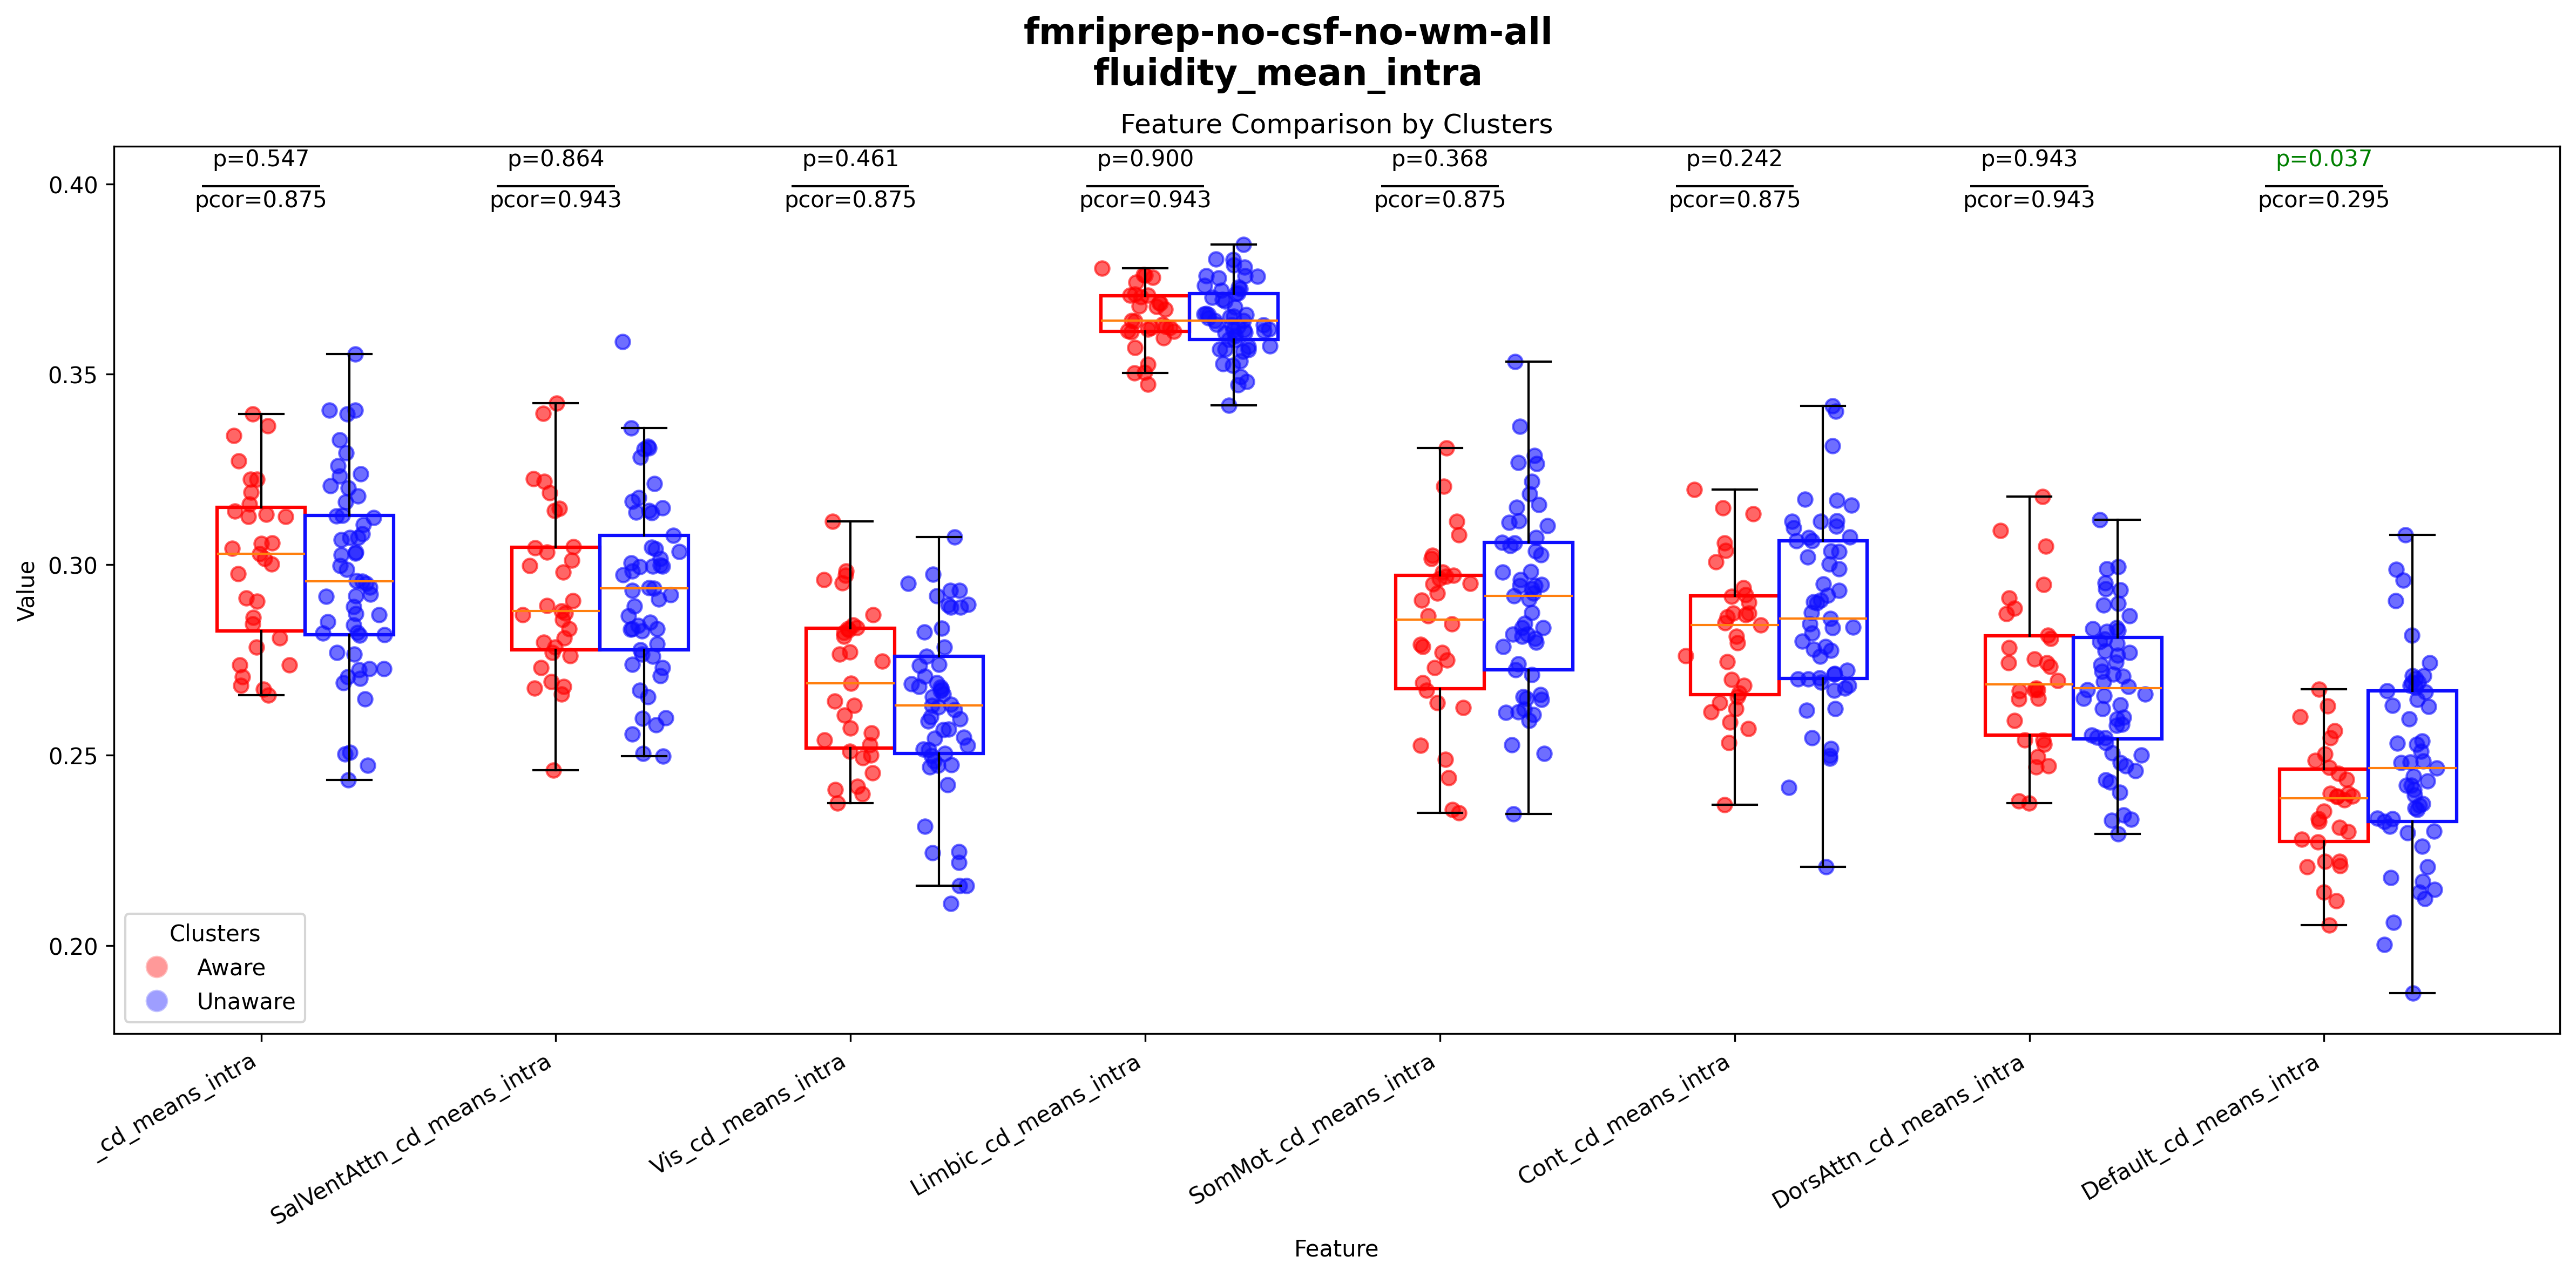 fmriprep-no-csf-no-wm-all
fluidity_mean_intra
Feature Comparison by Clusters
p=0.547
pcor=0.875
p=0.864
pcor=0.943
p=0.461
pcor=0.875
p=0.900
pcor=0.943
p=0.368
pcor=0.875
p=0.242
pcor=0.875
p=0.943
pcor=0.943
p=0.037
pcor=0.295
Value
0.40
0.35
0.30
0.25
0.20
Clusters
Aware
Unaware
_cd_means_intra
SalVentAttn_cd_means_intra
Vis_cd_means_intra
Limbic_cd_means_intra
SomMot_cd_means_intra
Cont_cd_means_intra
DorsAttn_cd_means_intra
Default_cd_means_intra
Feature